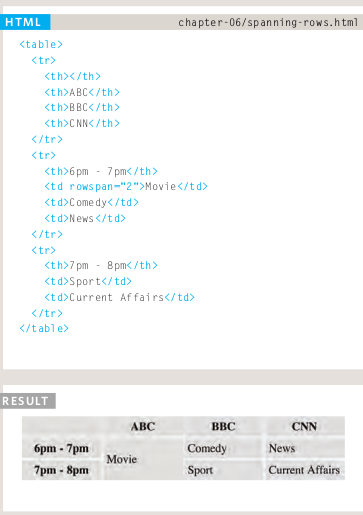 HTML chapter-06/spanning-rows.html
<table>
<tr>
<th></th>
<th>ABC</th>
<th>BBC</th>
<th>CNN</th>
</tr>
<tr>
<th>6pm - 7pm</th>
<td rowspan="2">Movie</td>
<td>Comedy</td>
<td>News</td>
</tr>
<tr>
<th>7pm - 8pm</th>
<td>Sport</td>
<td>Current Affairs</td>
</tr>
</table>
RESULT
ABC BBC CNN
6pm - 7pm Comedy News
Movie
7pm - 8pm Sport Current Affairs